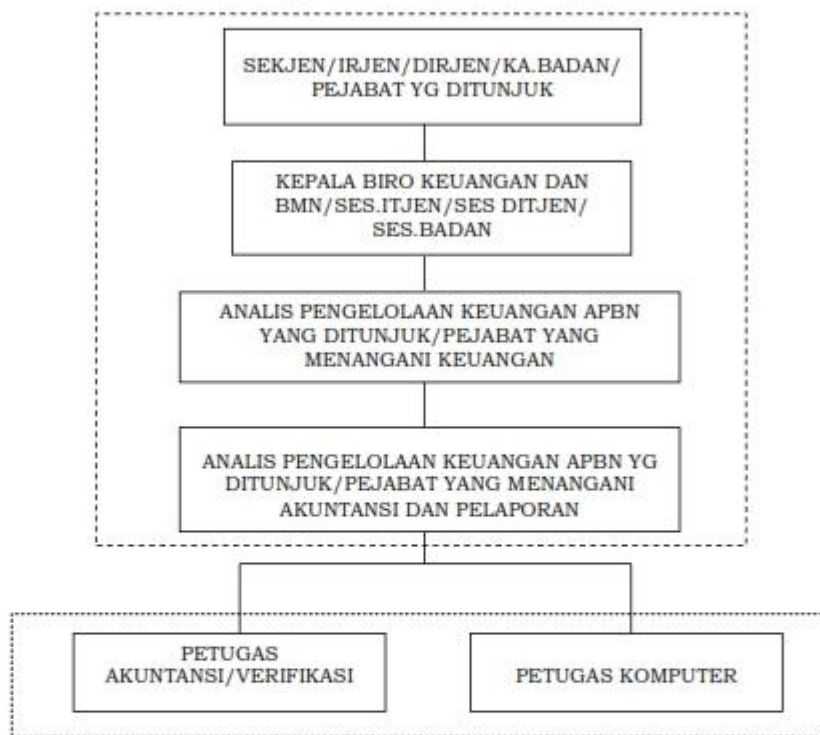 SEKJEN/IRJEN/DIRJEN/KA.BADAN/
PEJABAT YG DITUNJUK
KEPALA BIRO KEUANGAN DAN
BMN/SES.ITJEN/SES DITJEN/
SES.BADAN
ANALIS PENGELOLAAN KEUANGAN APBN
YANG DITUNJUK/PEJABAT YANG
MENANGANI KEUANGAN
ANALIS PENGELOLAAN KEUANGAN APBN YG
DITUNJUK/PEJABAT YANG MENANGANI
AKUNTANSI DAN PELAPORAN
PETUGAS
AKUNTANSI/VERIFIKASI
PETUGAS KOMPUTER